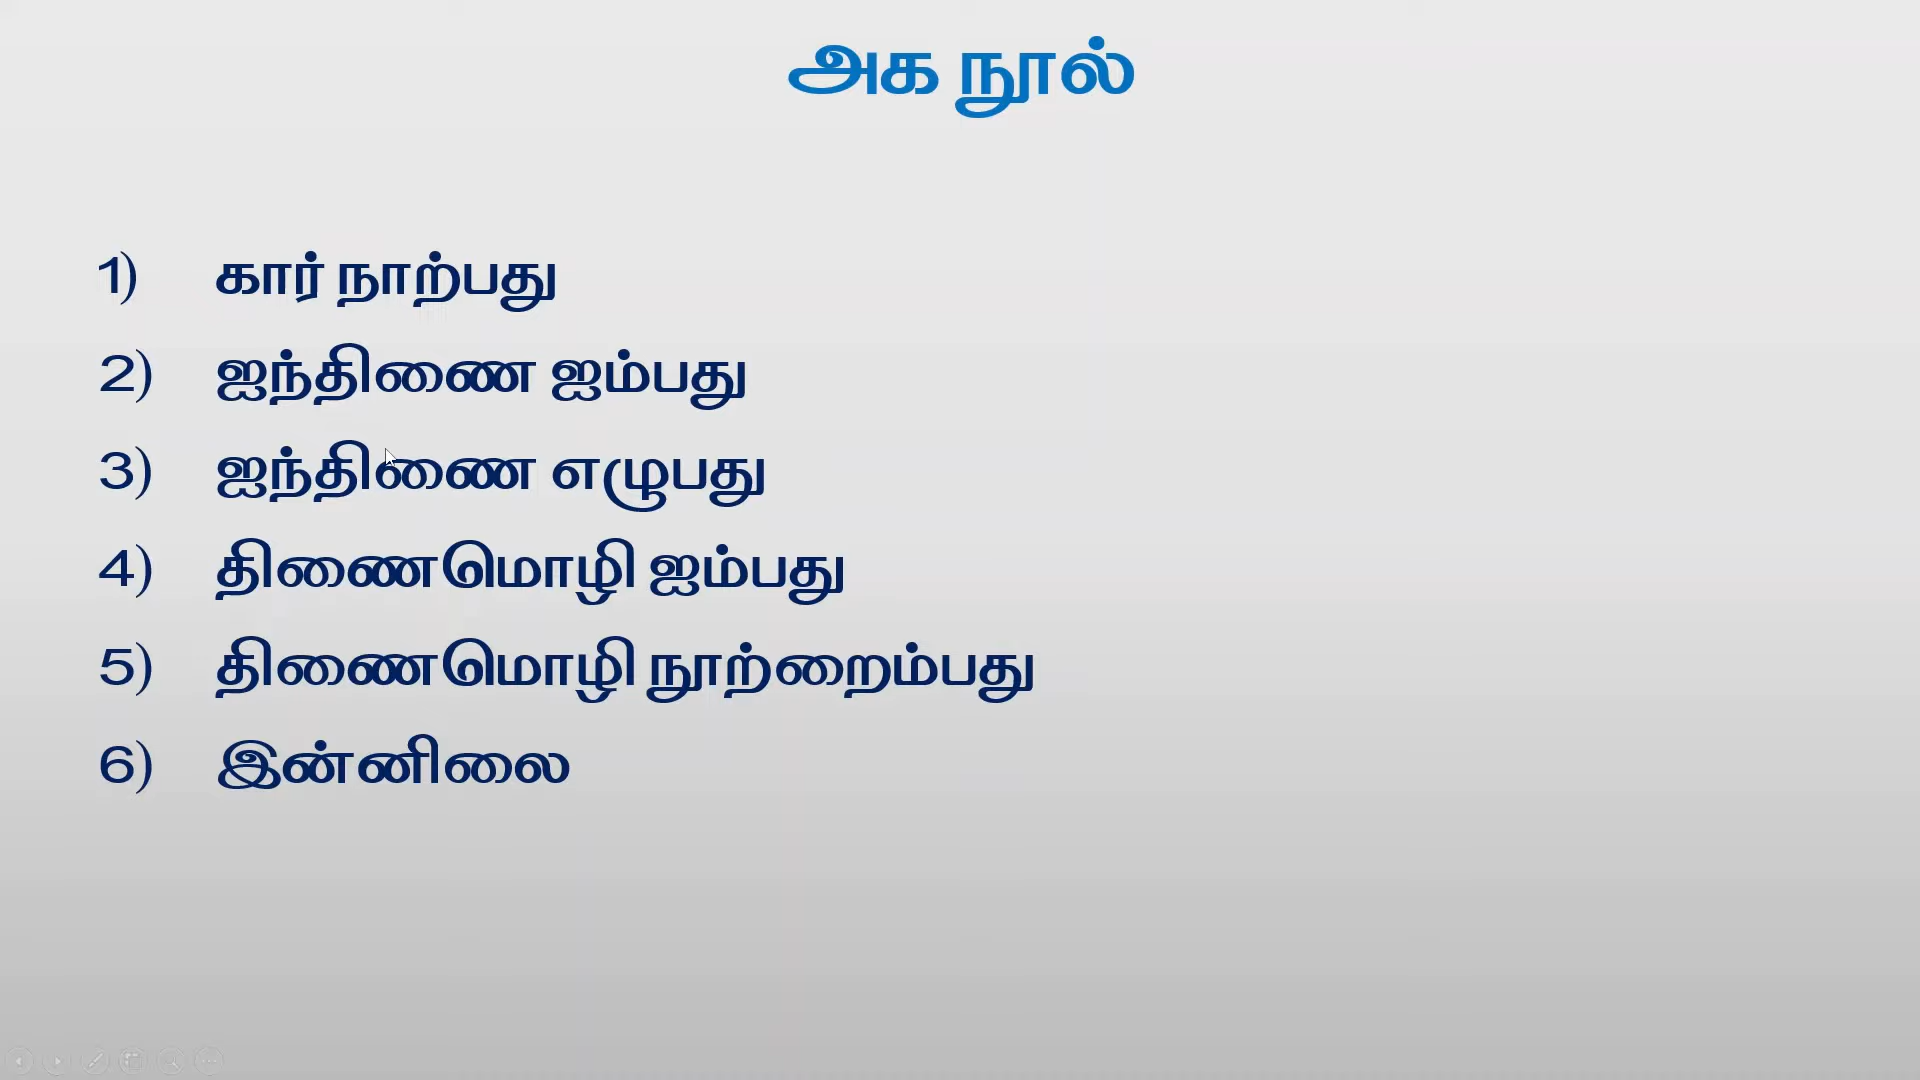 அக நூல்
1) கார் நாற்பது
2) ஐந்திணை ஐம்பது
3) ஐந்திணை எழுபது
4) திணைமொழி ஐம்பது
5) திணைமொழி நூற்றைம்பது
6) இன்னிலை